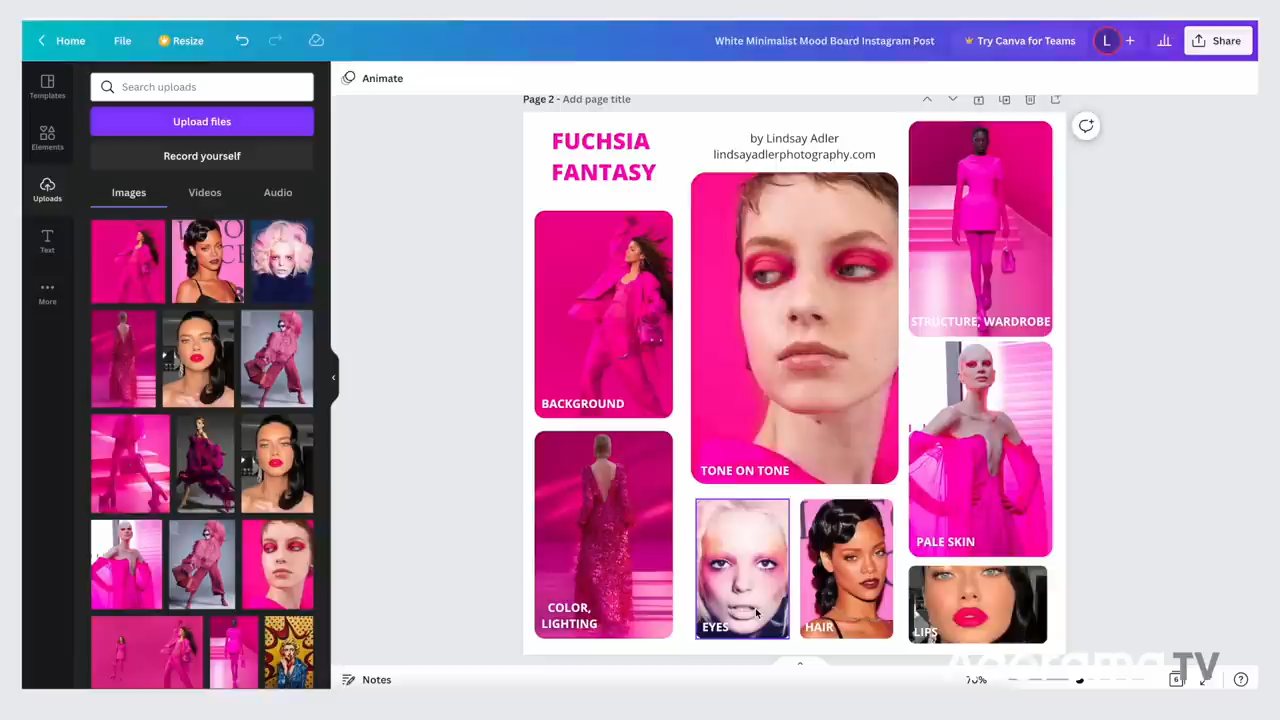 Home
File
Resize
White Minimalist Mood Board Instagram Post
Try Canva for Teams
L
+
Share
Templates
Elements
Uploads
Text
More
Search uploads
Upload files
Record yourself
Images
Videos
Audio
Animate
Page 2 - Add page title
FUCHSIA
FANTASY
by Lindsay Adler
lindsayadlerphotography.com
BACKGROUND
TONE ON TONE
STRUCTURE, WARDROBE
COLOR,
LIGHTING
EYES
HAIR
PALE SKIN
LIPS
Notes
TV